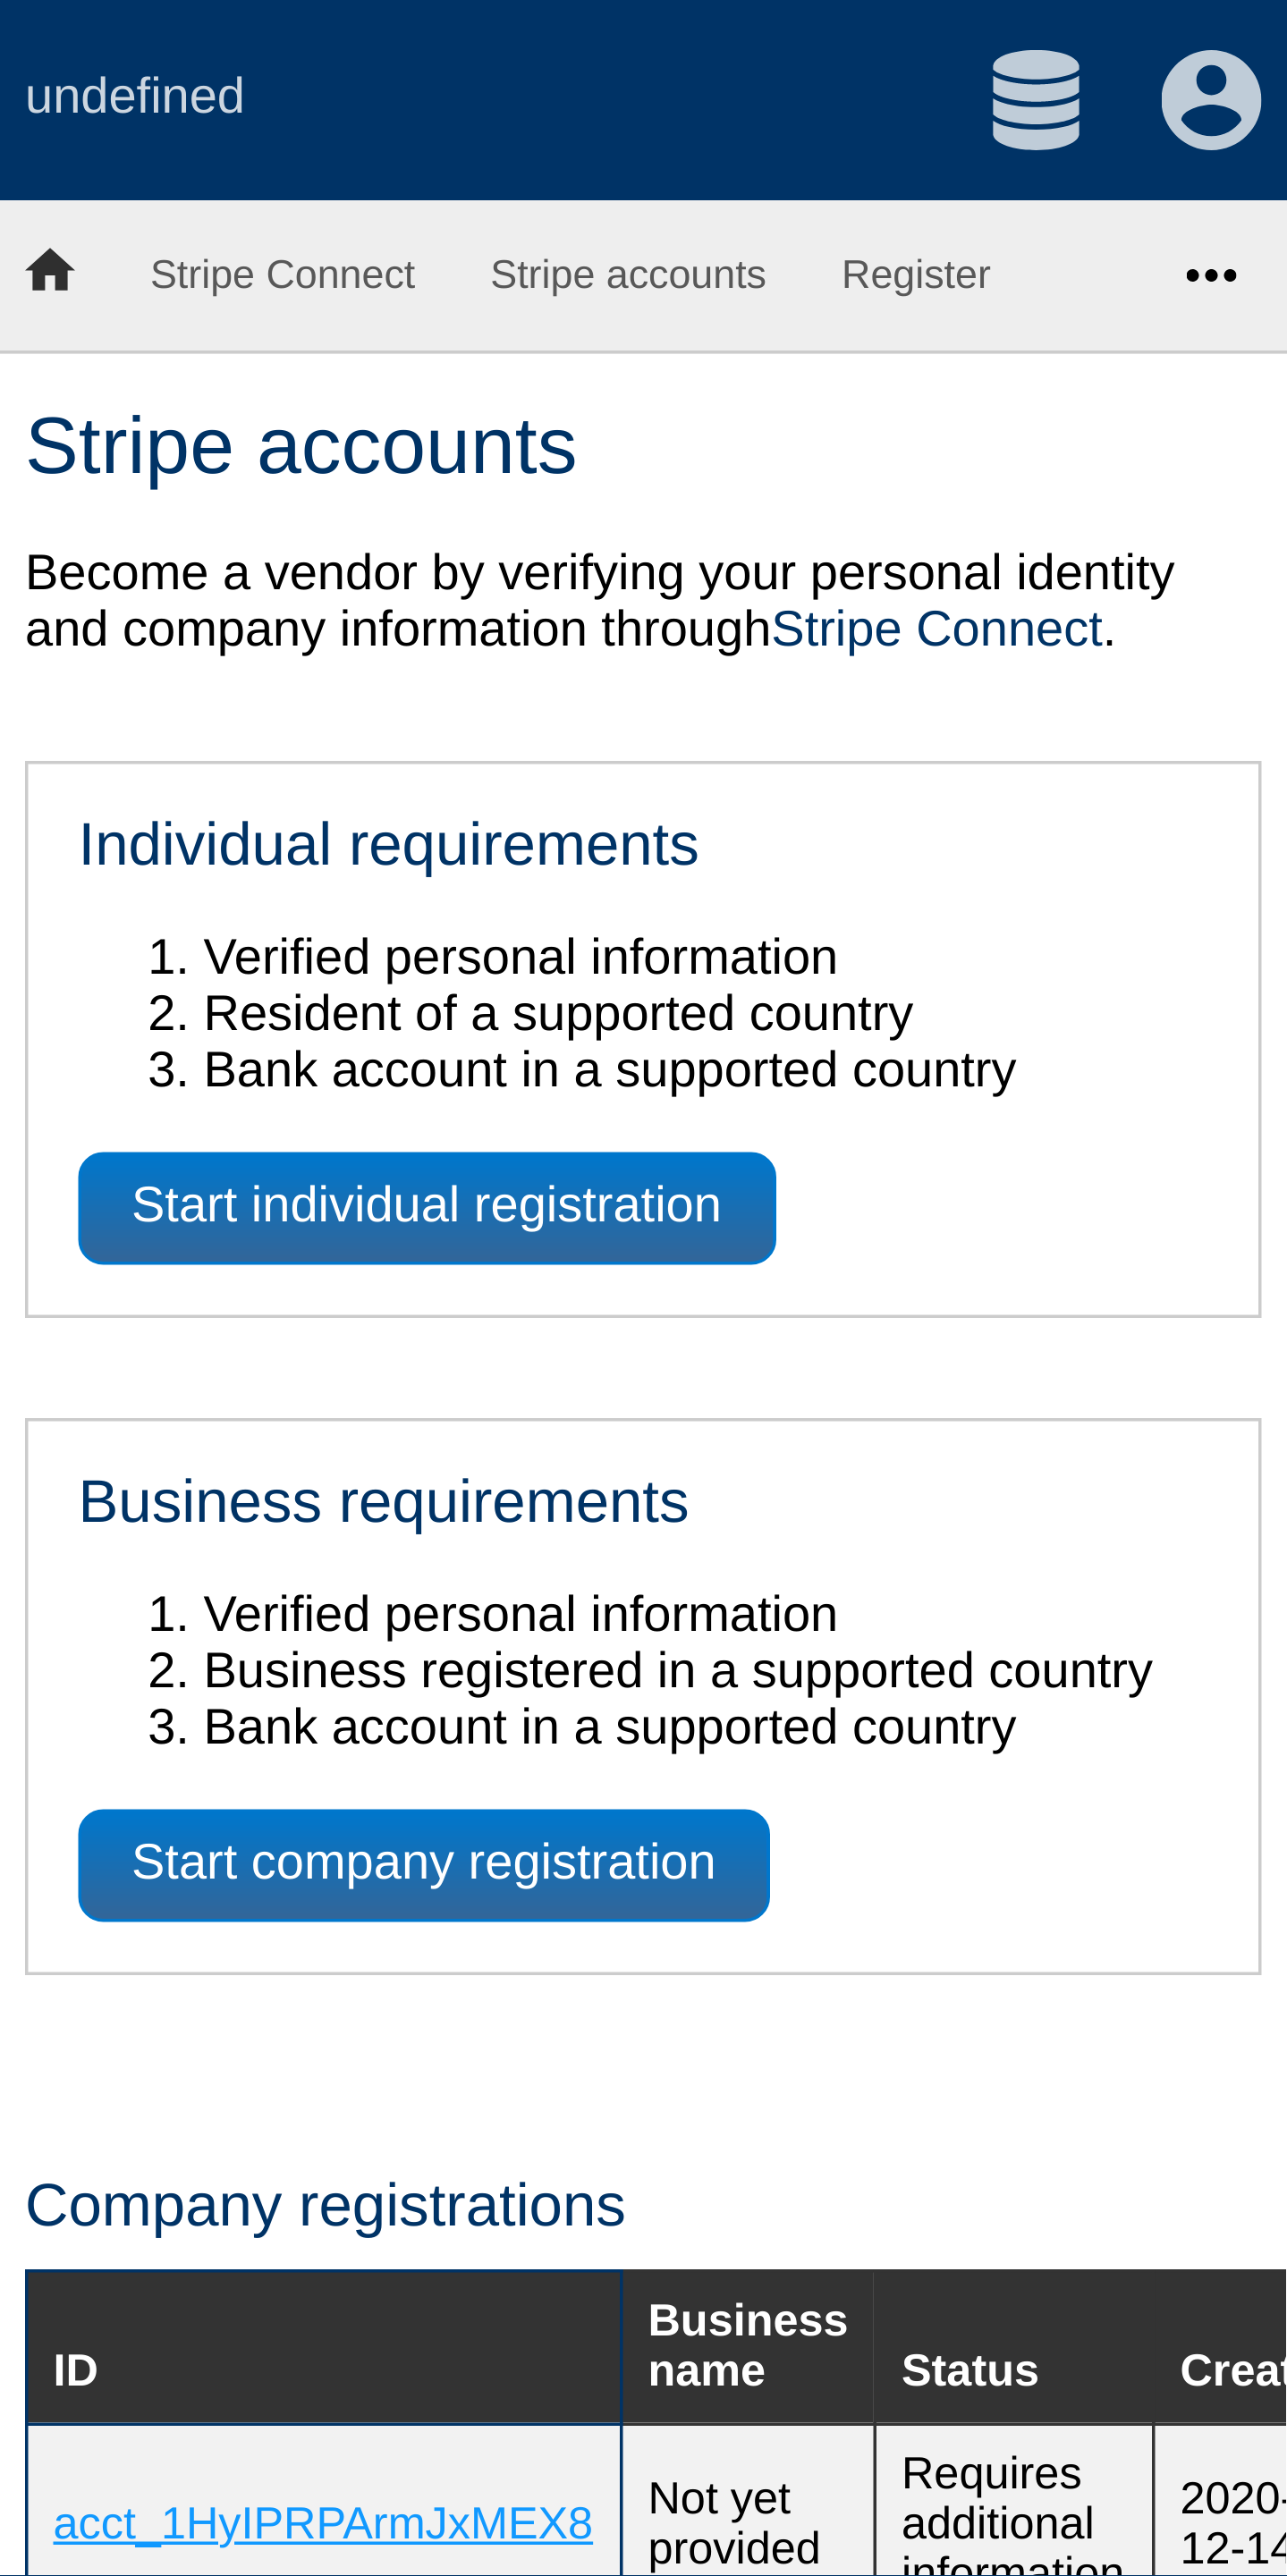 undefined
Stripe Connect Stripe accounts Register
Stripe accounts
Become a vendor by verifying your personal identity
and company information throughStripe Connect.
Individual requirements
1. Verified personal information
2. Resident of a supported country
3. Bank account in a supported country
Start individual registration
Business requirements
1. Verified personal information
2. Business registered in a supported country
3. Bank account in a supported country
Start company registration
Company registrations
ID
Business
name
Status
Creat
acct_1HyIPRPArmJxMEX8
Not yet
provided
Requires
additional
information
2020-
12-14